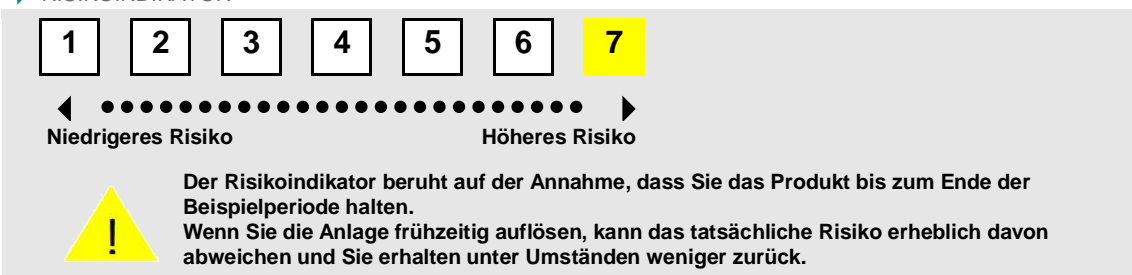 RISIKOINDIKATOR
1 2 3 4 5 6 7
Niedrigeres Risiko Höheres Risiko
Der Risikoindikator beruht auf der Annahme, dass Sie das Produkt bis zum Ende der
Beispielperiode halten.
Wenn Sie die Anlage frühzeitig auflösen, kann das tatsächliche Risiko erheblich davon
abweichen und Sie erhalten unter Umständen weniger zurück.
!